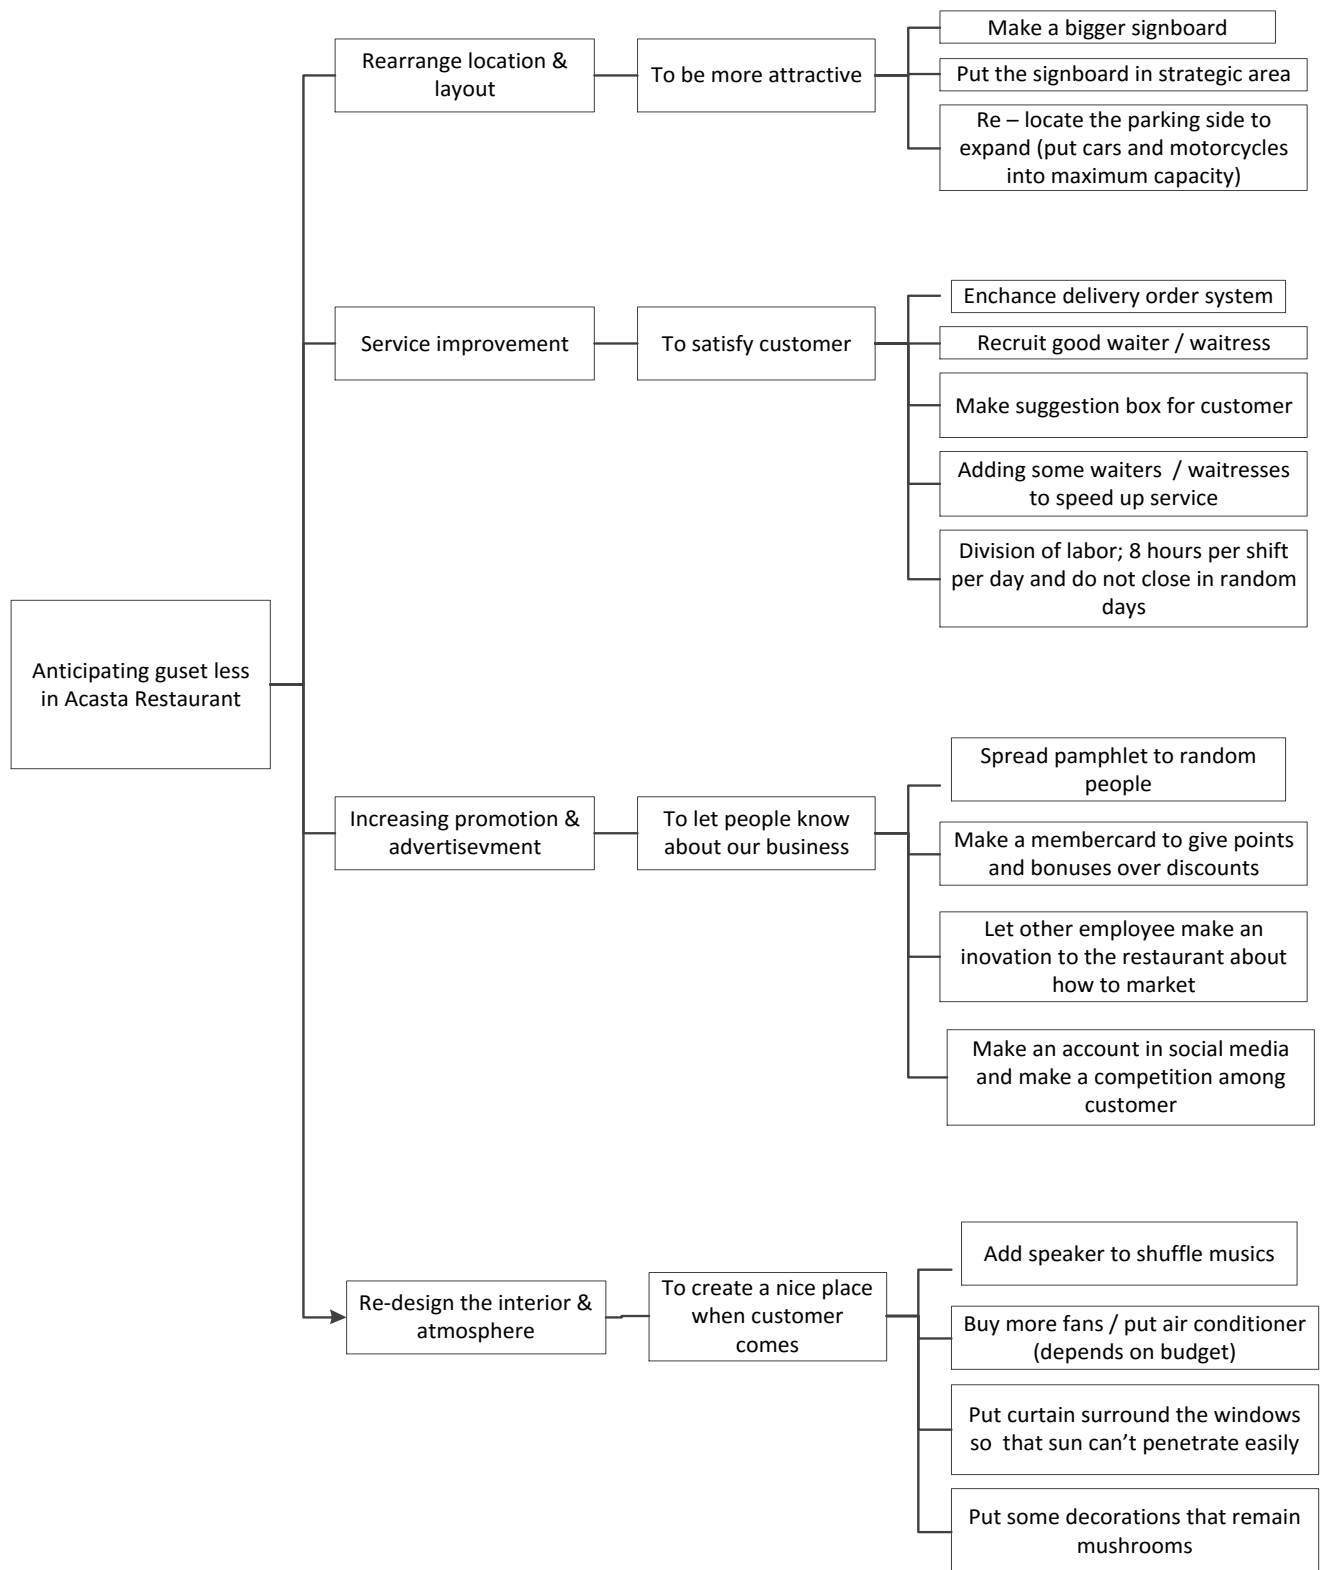 Make a bigger signboard
Rearrange location &
layout
To be more attractive
Put the signboard in strategic area
Re – locate the parking side to
expand (put cars and motorcycles
into maximum capacity)
Enchance delivery order system
Service improvement
To satisfy customer
Recruit good waiter / waitress
Make suggestion box for customer
Adding some waiters / waitresses
to speed up service
Division of labor; 8 hours per shift
per day and do not close in random
days
Anticipating guset less
in Acasta Restaurant
Spread pamphlet to random
people
Increasing promotion &
advertisevment
To let people know
about our business
Make a membercard to give points
and bonuses over discounts
Let other employee make an
inovation to the restaurant about
how to market
Make an account in social media
and make a competition among
customer
Add speaker to shuffle musics
Re-design the interior &
atmosphere
To create a nice place
when customer
comes
Buy more fans / put air conditioner
(depends on budget)
Put curtain surround the windows
so that sun can’t penetrate easily
Put some decorations that remain
mushrooms